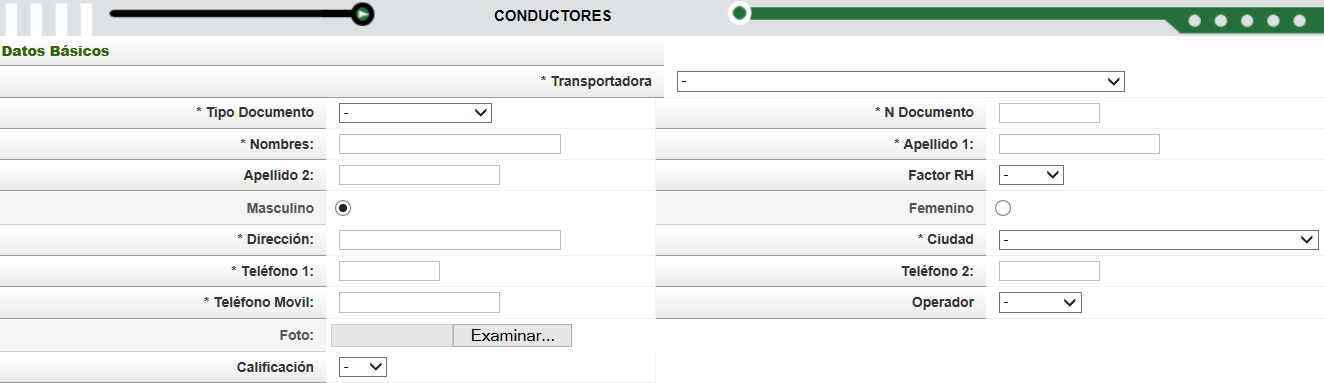 CONDUCTORES
Datos Básicos
* Transportadora -
* Tipo Documento - * N Documento
* Nombres: * Apellido 1:
Apellido 2: Factor RH -
Masculino Femenino
* Dirección: * Ciudad -
* Teléfono 1: Teléfono 2:
* Teléfono Movil: Operador -
Foto: Examinar...
Calificación -